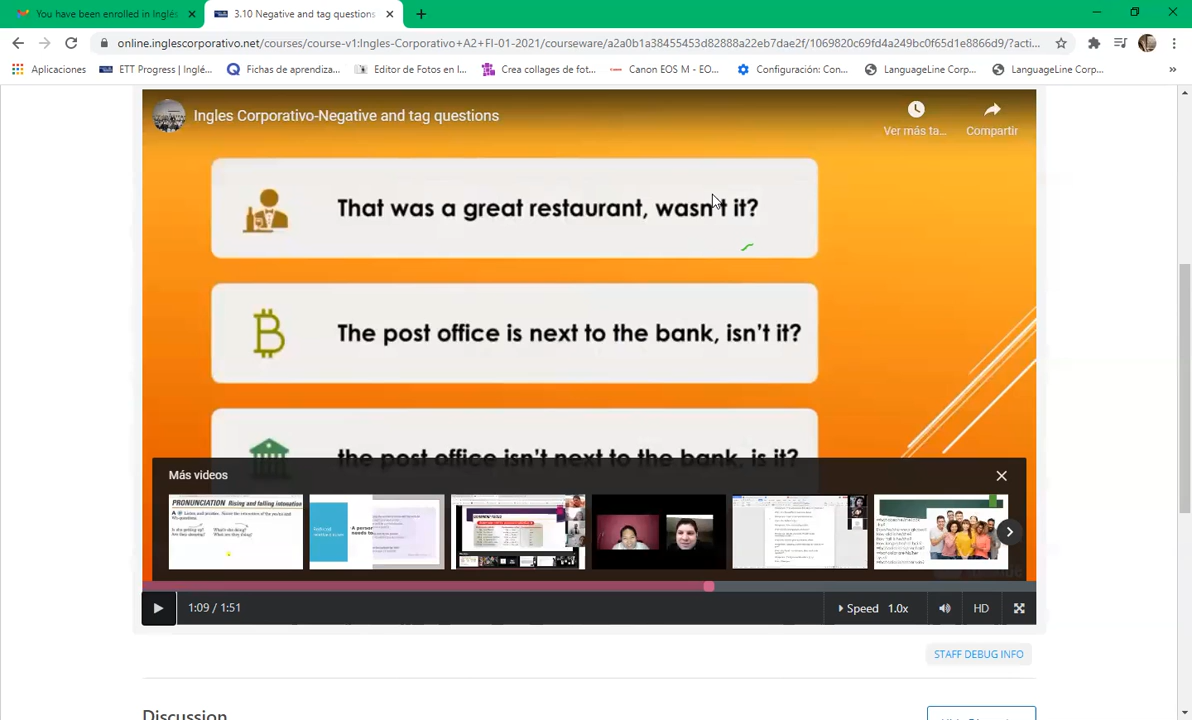 You have been enrolled in Inglés
3.10 Negative and tag questions
online.inglescorporativo.net/courses/course-v1:Ingles-Corporativo+A2+FI-01-2021/courseware/a2a0b1a38455453d82888a22eb7dae2f/1069820c69fd4a249bc0f65d1e8866d9/?acti...
Aplicaciones
ETT Progress | Inglé...
Fichas de aprendiza...
Editor de Fotos en l...
Crea collages de fot...
Canon EOS M - EO...
Configuración: Con...
LanguageLine Corp...
LanguageLine Corp...
»
Ingles Corporativo-Negative and tag questions
Ver más ta...
Compartir
That was a great restaurant, wasn't it?
The post office is next to the bank, isn't it?
the post office isn't next to the bank, is it?
Más videos
PRONUNCIATION Rising and falling intonation
1:09 / 1:51
Speed 1.0x
HD
STAFF DEBUG INFO
Discussion